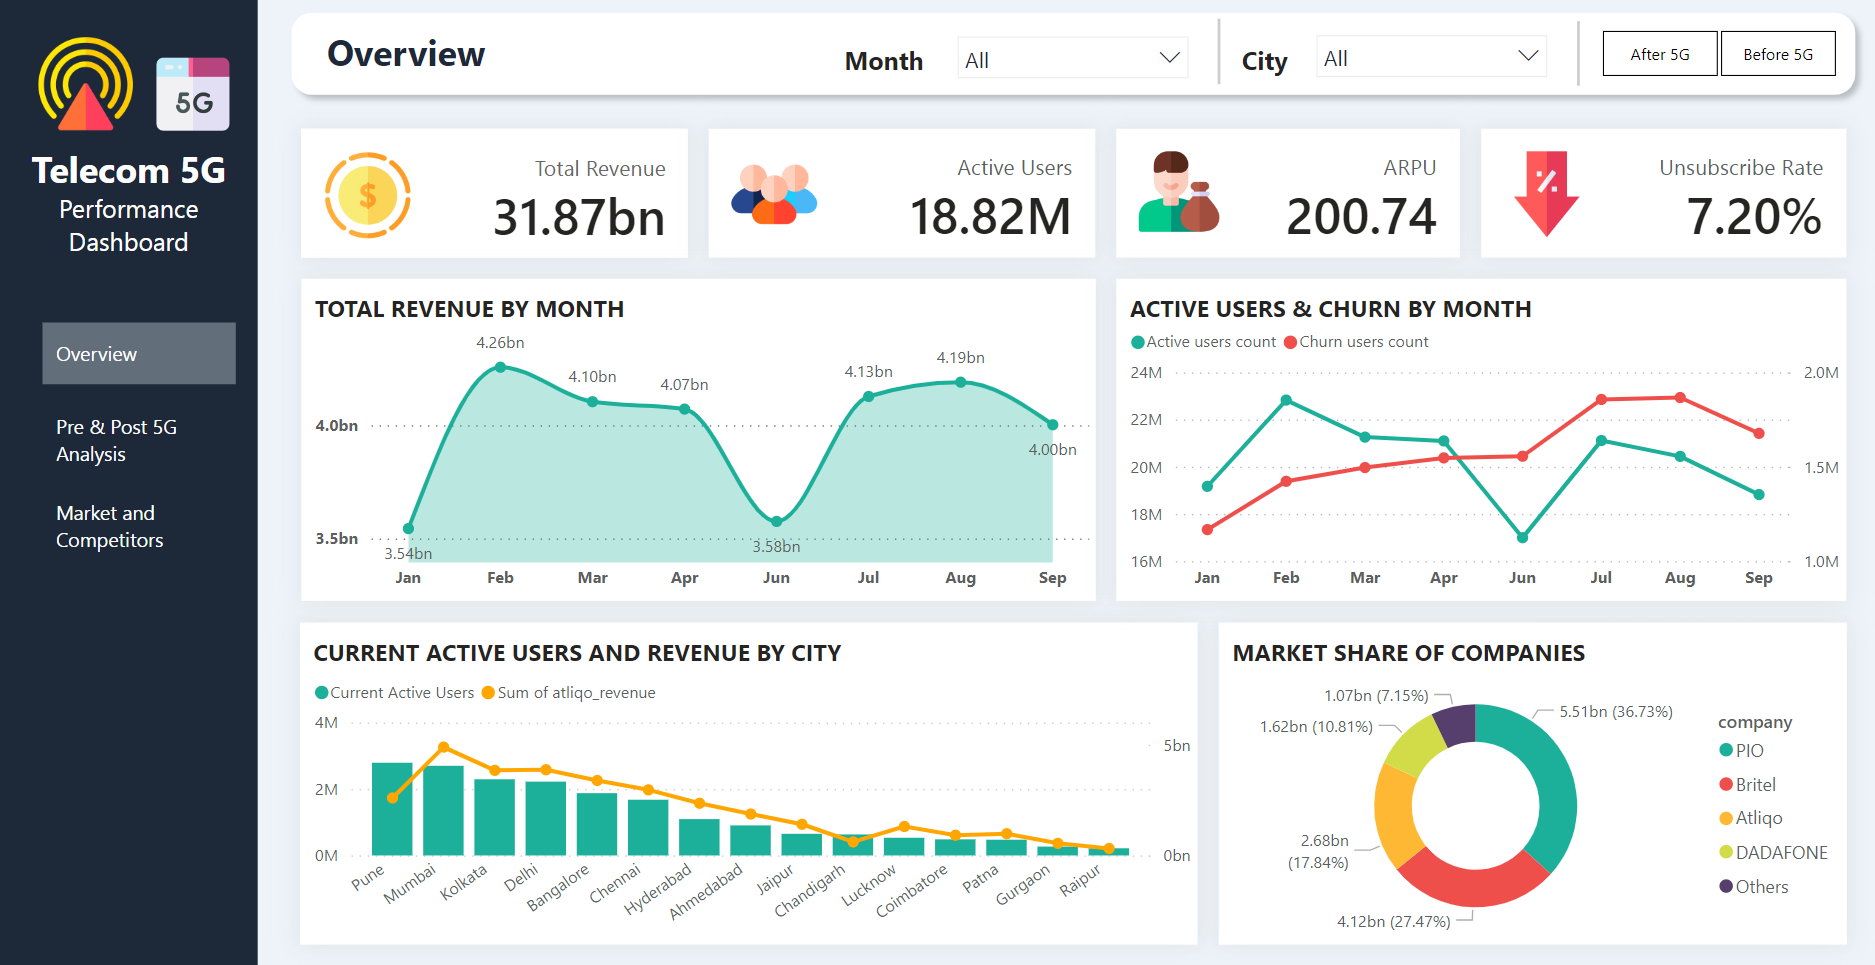 5G
Telecom 5G
Performance
Dashboard
Overview
Pre & Post 5G
Analysis
Market and
Competitors
Overview
Month
All
City
All
After 5G
Before 5G
$
Total Revenue
31.87bn
Active Users
18.82M
ARPU
200.74
%
Unsubscribe Rate
7.20%
TOTAL REVENUE BY MONTH
4.26bn
4.10bn
4.07bn
4.13bn
4.19bn
4.0bn
4.00bn
3.5bn
3.54bn
3.58bn
Jan Feb Mar Apr Jun Jul Aug Sep
ACTIVE USERS & CHURN BY MONTH
Active users count Churn users count
24M 2.0M
22M
20M 1.5M
18M
16M 1.0M
Jan Feb Mar Apr Jun Jul Aug Sep
CURRENT ACTIVE USERS AND REVENUE BY CITY
Current Active Users Sum of atliqo_revenue
4M
5bn
2M
0M 0bn
Pune Mumbai Kolkata Delhi Bangalore Chennai Hyderabad Ahmedabad Jaipur Chandigarh Lucknow Coimbatore Patna Gurgaon Raipur
MARKET SHARE OF COMPANIES
1.07bn (7.15%)
5.51bn (36.73%)
1.62bn (10.81%)
2.68bn
(17.84%)
4.12bn (27.47%)
company
PIO
Britel
Atliqo
DADAFONE
Others